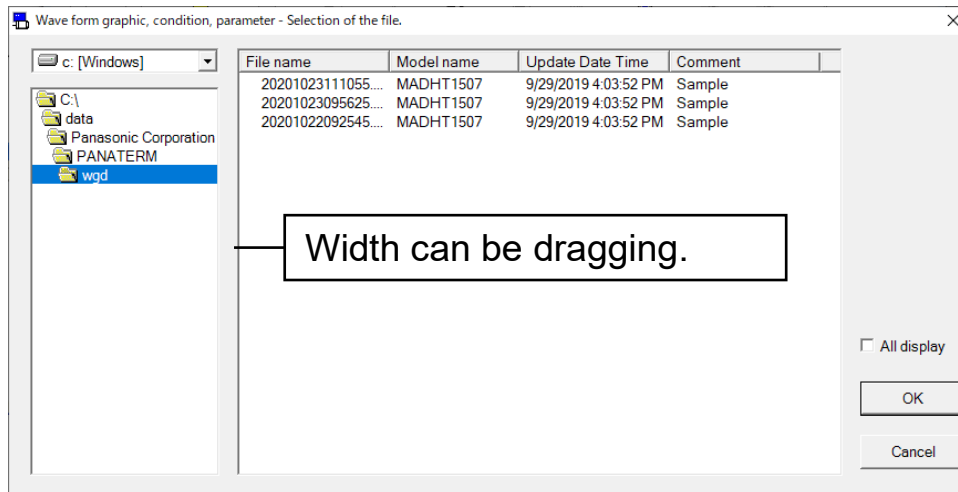 Wave form graphic, condition, parameter - Selection of the file.
c: [Windows]
C:\
data
Panasonic Corporation
PANATERM
wgd
File name Model name Update Date Time Comment
20201023111055.... MADHT1507 9/29/2019 4:03:52 PM Sample
20201023095625.... MADHT1507 9/29/2019 4:03:52 PM Sample
20201022092545.... MADHT1507 9/29/2019 4:03:52 PM Sample
Width can be dragging.
All display
OK
Cancel